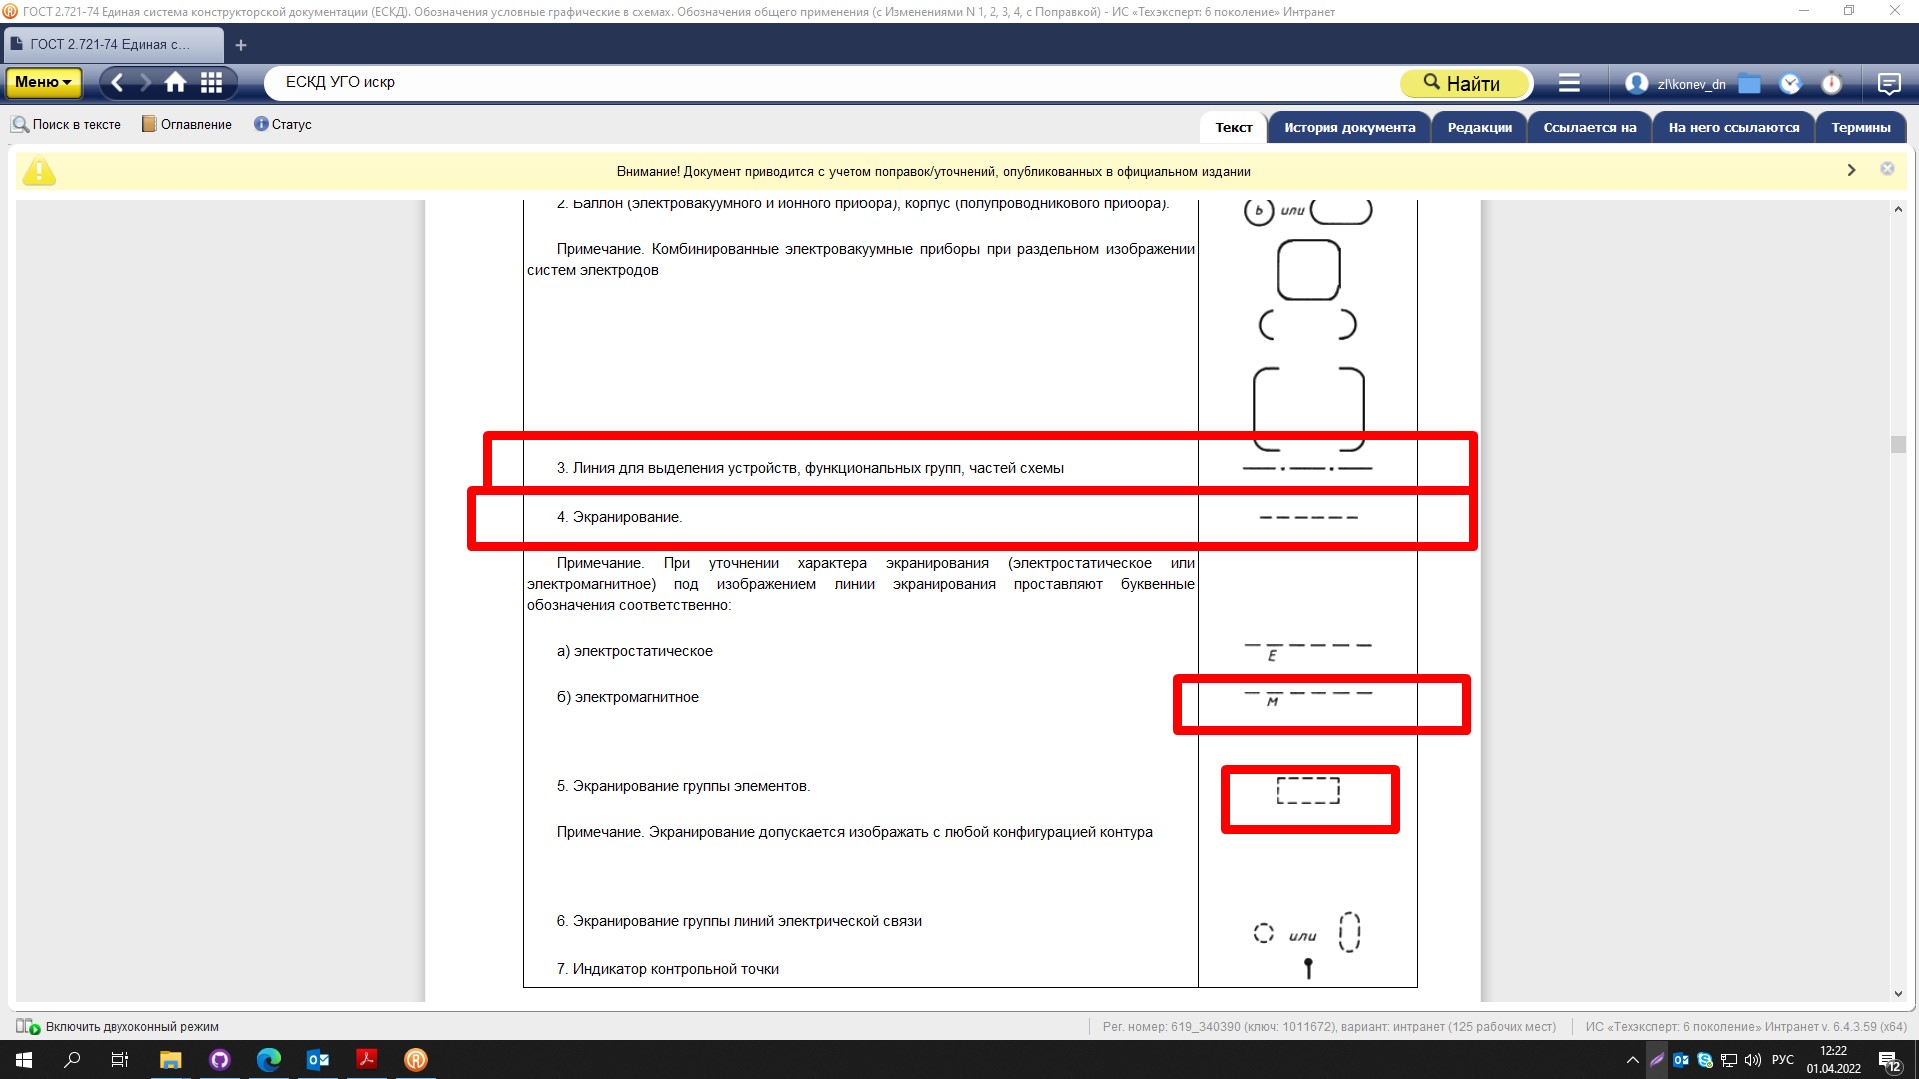 ГОСТ 2.721-74 Единая система конструкторской документации (ЕСКД). Обозначения условные графические в схемах. Обозначения общего применения (с Изменениями N 1, 2, 3, 4, с Поправкой) - ИС «Техэксперт: 6 поколение» Интранет
ГОСТ 2.721-74 Единая с...
Меню
ЕСКД УГО искр
Найти
zl\konev_dn
Поиск в тексте
Оглавление
Статус
Текст
История документа
Редакции
Ссылается на
На него ссылаются
Термины
Внимание! Документ приводится с учетом поправок/уточнений, опубликованных в официальном издании
2. Баллон (электровакуумного и ионного прибора), корпус (полупроводникового прибора).
b или
Примечание. Комбинированные электровакуумные приборы при раздельном изображении
систем электродов
3. Линия для выделения устройств, функциональных групп, частей схемы
4. Экранирование.
Примечание. При уточнении характера экранирования (электростатическое или
электромагнитное) под изображением линии экранирования проставляют буквенные
обозначения соответственно:
а) электростатическое
E
б) электромагнитное
M
5. Экранирование группы элементов.
Примечание. Экранирование допускается изображать с любой конфигурацией контура
6. Экранирование группы линий электрической связи
или
7. Индикатор контрольной точки
Включить двухоконный режим
Рег. номер: 619_340390 (ключ: 1011672), вариант: интранет (125 рабочих мест)
ИС «Техэксперт: 6 поколение» Интранет v. 6.4.3.59 (x64)
РУС
12:22
01.04.2022
12